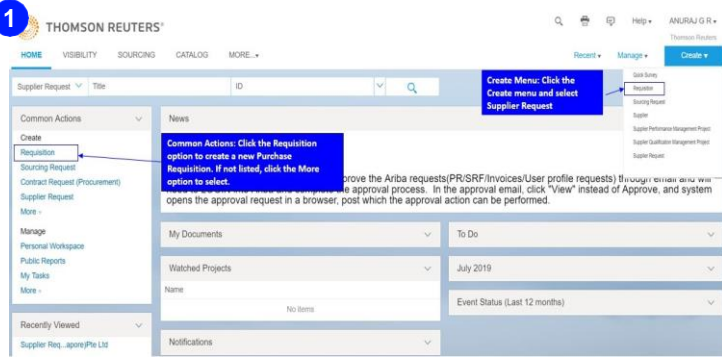 1
THOMSON REUTERS®
Help
ANURAJ G R
Thomson Reuters
HOME VISIBILITY SOURCING CATALOG MORE...
Recent Manage Create
Supplier Request Title ID
Create Menu: Click the
Create menu and select
Supplier Request
Quick Survey
Requisition
Sourcing Request
Supplier
Supplier Performance Management Project
Supplier Qualification Management Project
Supplier Request
Common Actions
Create
Requisition
Sourcing Request
Contract Request (Procurement)
Supplier Request
More
Manage
Personal Workspace
Public Reports
My Tasks
More
Recently Viewed
Supplier Req...apore)Pte Ltd
News
Common Actions: Click the Requisition
option to create a new Purchase
Requisition. If not listed, click the More
option to select.
prove the Ariba requests(PR/SRF/Invoices/User profile requests) through email and will
the approval process. In the approval email, click "View" instead of Approve, and system
opens the approval request in a browser, post which the approval action can be performed.
My Documents
To Do
Watched Projects
July 2019
Name
No items
Event Status (Last 12 months)
Notifications